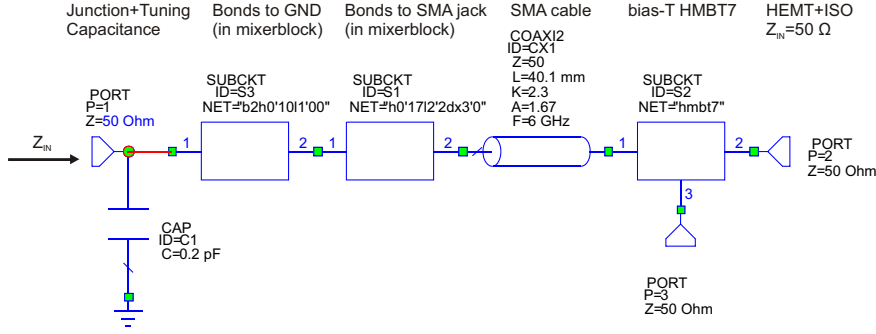 Junction+Tuning
Capacitance
Bonds to GND
(in mixerblock)
Bonds to SMA jack
(in mixerblock)
SMA cable
bias-T HMBT7
HEMT+ISO
Z_IN=50 Ω
COAXI2
ID=CX1
Z=50
L=40.1 mm
K=2.3
A=1.67
F=6 GHz
SUBCKT
ID=S3
NET="b2h0'10l1'00"
SUBCKT
ID=S1
NET="h0'17l2'2dx3'0"
SUBCKT
ID=S2
NET="hmbt7"
PORT
P=1
Z=50 Ohm
Z_IN
1
2
1
2
1
2
3
PORT
P=2
Z=50 Ohm
CAP
ID=C1
C=0.2 pF
PORT
P=3
Z=50 Ohm